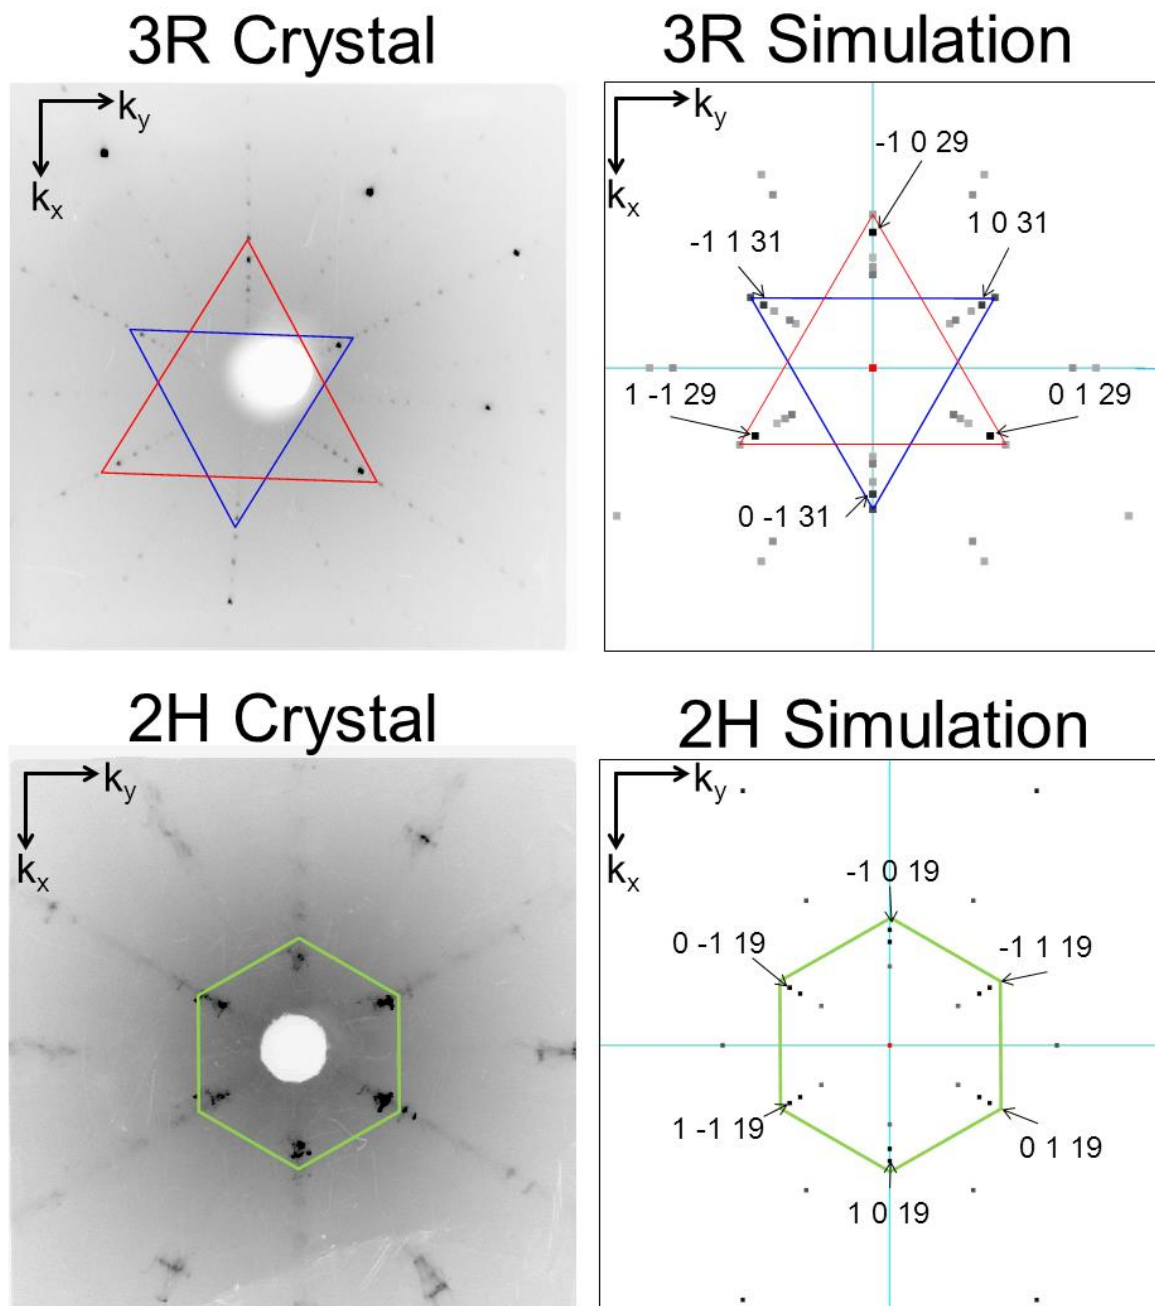 3R Crystal
3R Simulation
ky
kx
ky
kx
-1 0 29
-1 1 31
1 0 31
1 -1 29
0 1 29
0 -1 31
2H Crystal
2H Simulation
ky
kx
ky
kx
-1 0 19
0 -1 19
-1 1 19
1 -1 19
0 1 19
1 0 19